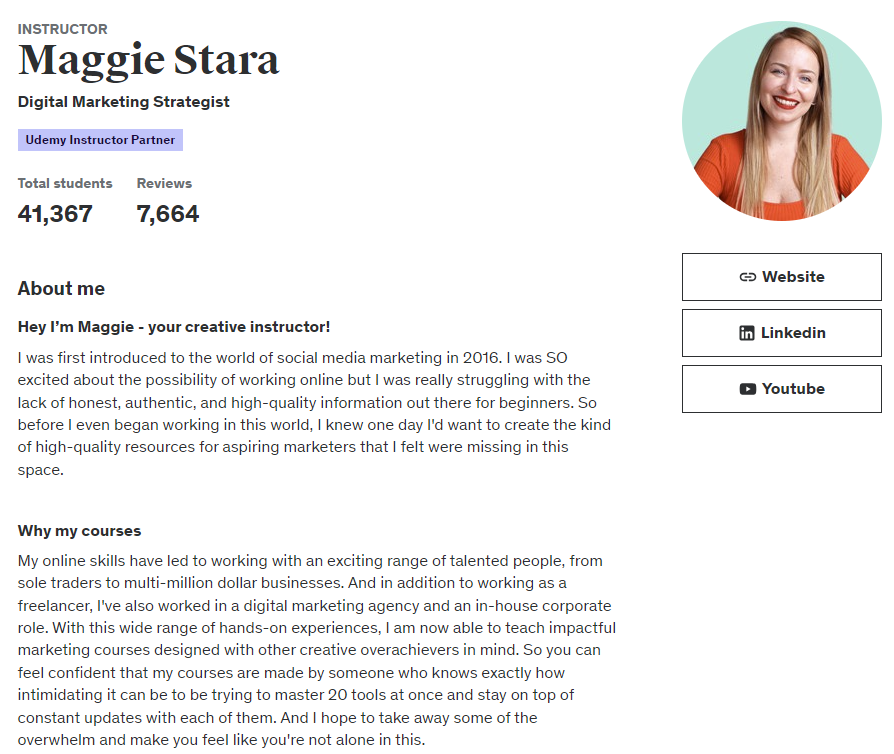 INSTRUCTOR
Maggie Stara
Digital Marketing Strategist
Udemy Instructor Partner
Total students Reviews
41,367 7,664
About me
Hey I’m Maggie - your creative instructor!
I was first introduced to the world of social media marketing in 2016. I was SO
excited about the possibility of working online but I was really struggling with the
lack of honest, authentic, and high-quality information out there for beginners. So
before I even began working in this world, I knew one day I'd want to create the kind
of high-quality resources for aspiring marketers that I felt were missing in this
space.
Why my courses
My online skills have led to working with an exciting range of talented people, from
sole traders to multi-million dollar businesses. And in addition to working as a
freelancer, I've also worked in a digital marketing agency and an in-house corporate
role. With this wide range of hands-on experiences, I am now able to teach impactful
marketing courses designed with other creative overachievers in mind. So you can
feel confident that my courses are made by someone who knows exactly how
intimidating it can be to be trying to master 20 tools at once and stay on top of
constant updates with each of them. And I hope to take away some of the
overwhelm and make you feel like you're not alone in this.
Website
Linkedin
Youtube